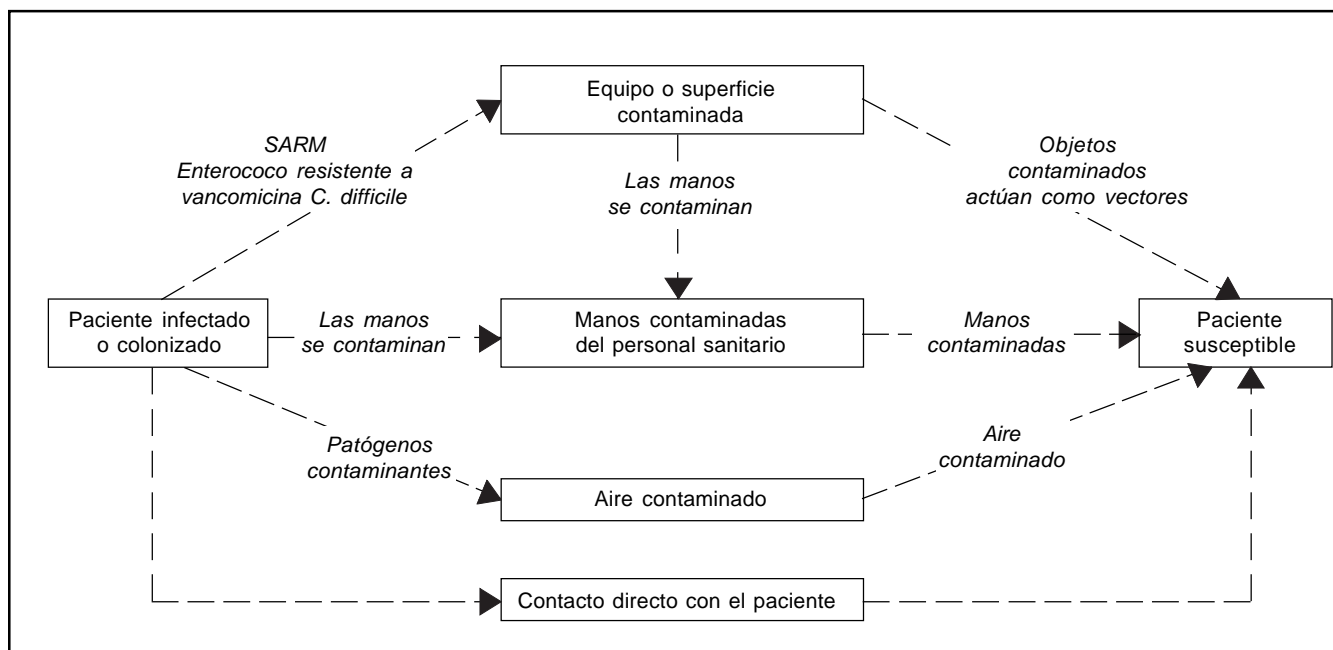 Equipo o superficie
contaminada
SARM
Enterococo resistente a
vancomicina C. difficile
Objetos
contaminados
actúan como vectores
Las manos
se contaminan
Paciente infectado
o colonizado
Las manos
se contaminan
Manos contaminadas
del personal sanitario
Manos
contaminadas
Paciente
susceptible
Patógenos
contaminantes
Aire
contaminado
Aire contaminado
Contacto directo con el paciente